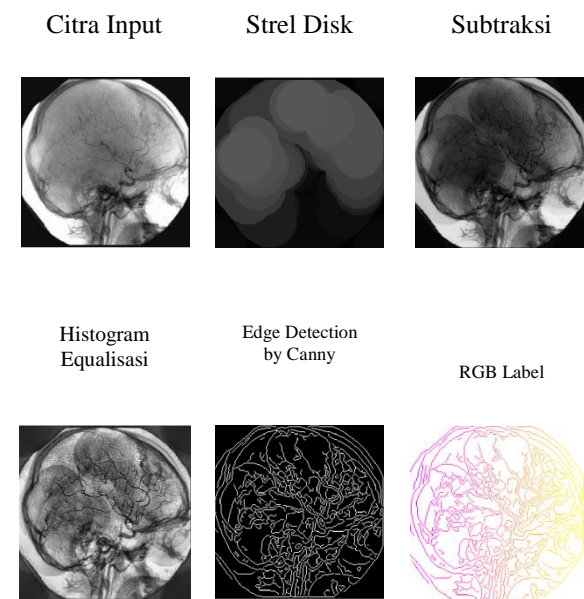 Citra Input
Strel Disk
Subtraksi
Histogram
Equalisasi
Edge Detection
by Canny
RGB Label